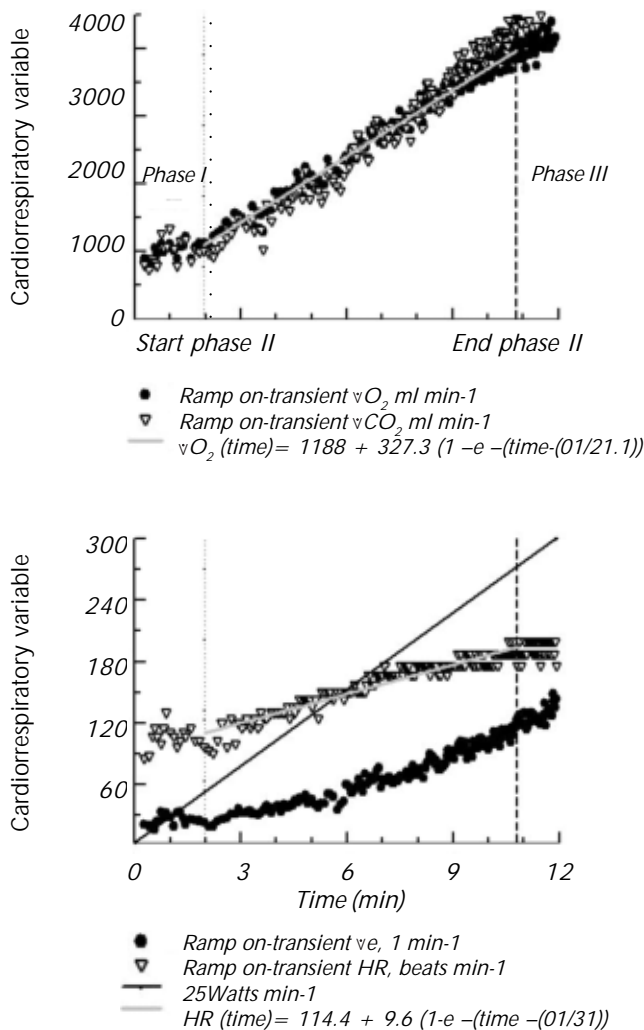 Cardiorrespiratory variable
4000
3000
2000
1000
0
Phase I
Phase III
Start phase II
End phase II
Ramp on-transient v̇O2 ml min-1
Ramp on-transient v̇CO2 ml min-1
v̇O2 (time)= 1188 + 327.3 (1 –e –(time-(01/21.1))
Cardiorrespiratory variable
300
240
180
120
60
0 3 6 9 12
Time (min)
Ramp on-transient v̇e, 1 min-1
Ramp on-transient HR, beats min-1
25Watts min-1
HR (time)= 114.4 + 9.6 (1-e –(time –(01/31))